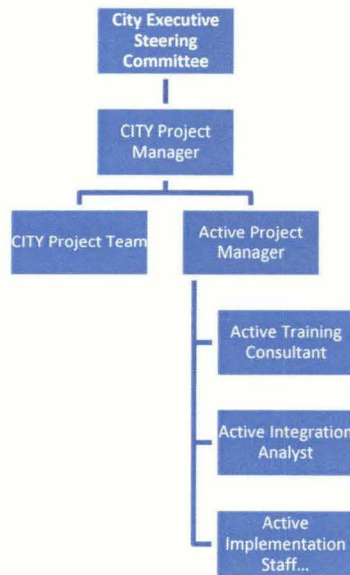 City Executive
Steering
Committee
CITY Project
Manager
CITY Project Team
Active Project
Manager
Active Training
Consultant
Active Integration
Analyst
Active
Implementation
Staff...